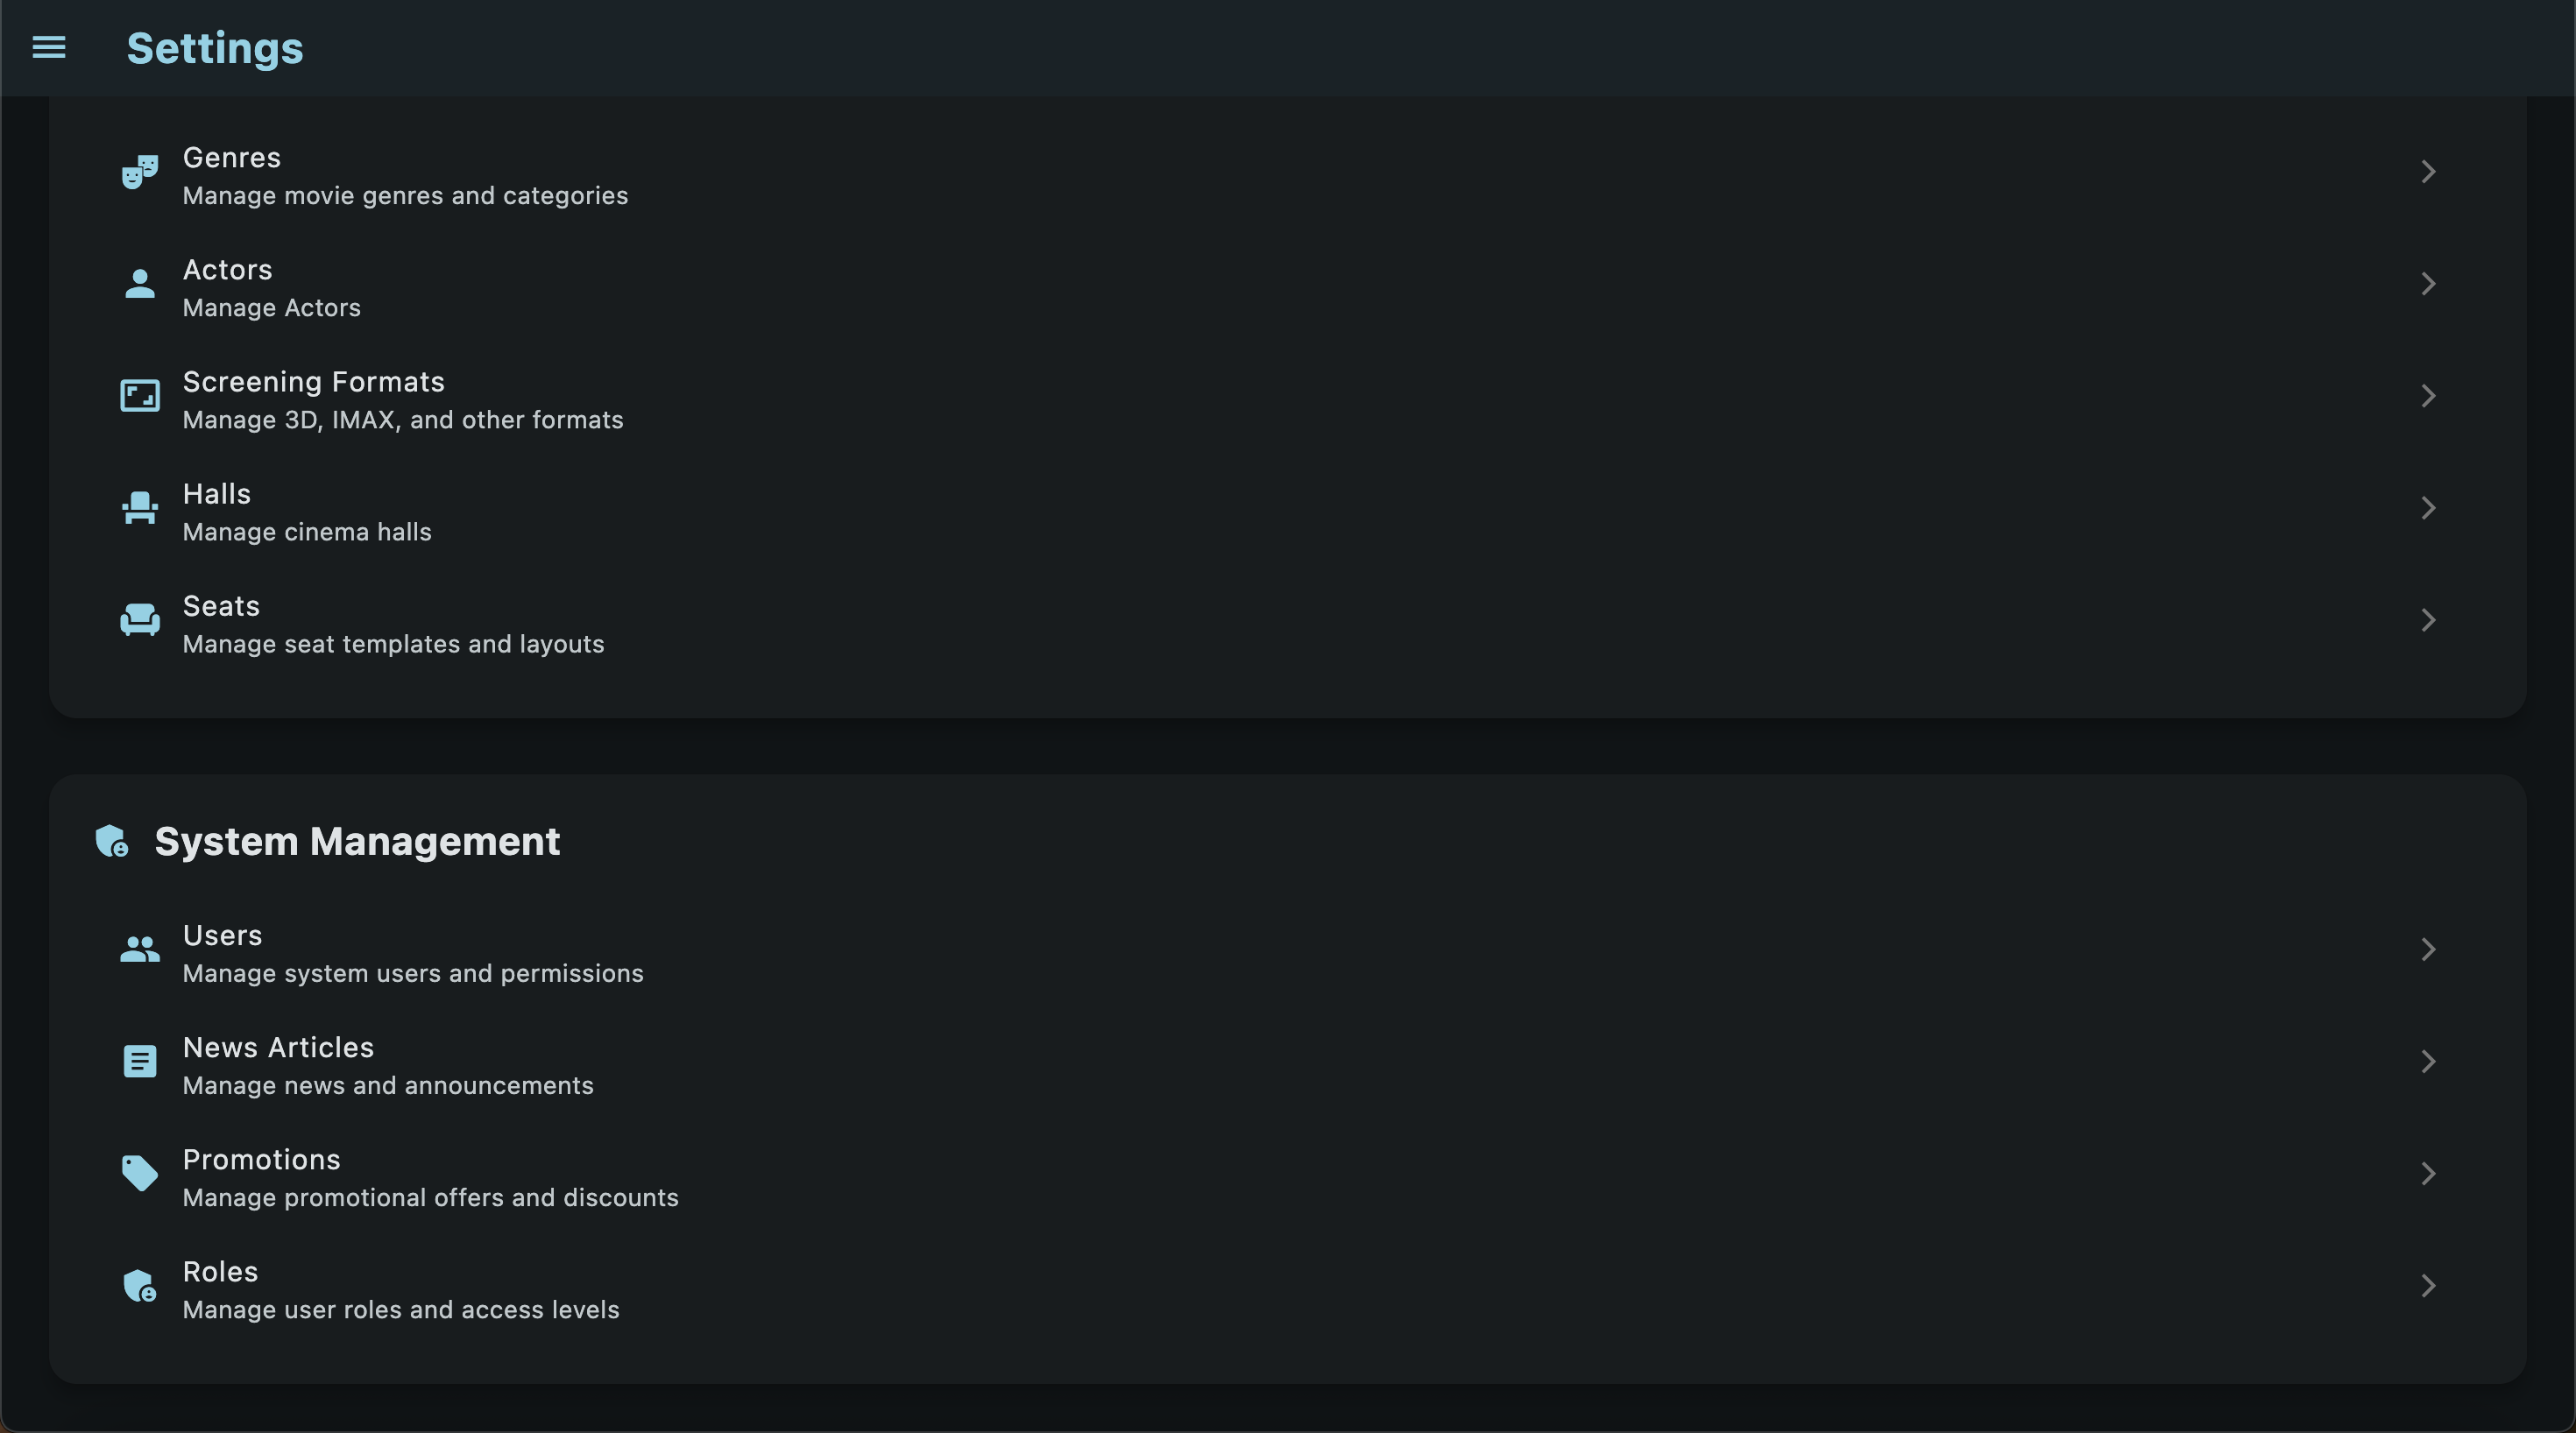 Settings
Genres
Manage movie genres and categories
Actors
Manage Actors
Screening Formats
Manage 3D, IMAX, and other formats
Halls
Manage cinema halls
Seats
Manage seat templates and layouts
System Management
Users
Manage system users and permissions
News Articles
Manage news and announcements
Promotions
Manage promotional offers and discounts
Roles
Manage user roles and access levels